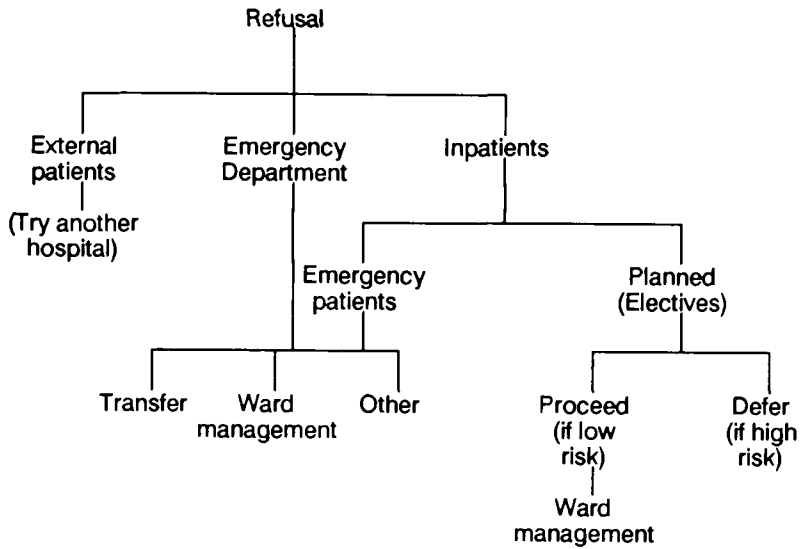 Refusal
External
patients
(Try another
hospital)
Emergency
Department
Inpatients
Emergency
patients
Planned
(Electives)
Transfer
Ward
management
Other
Proceed
(if low
risk)
Ward
management
Defer
(if high
risk)